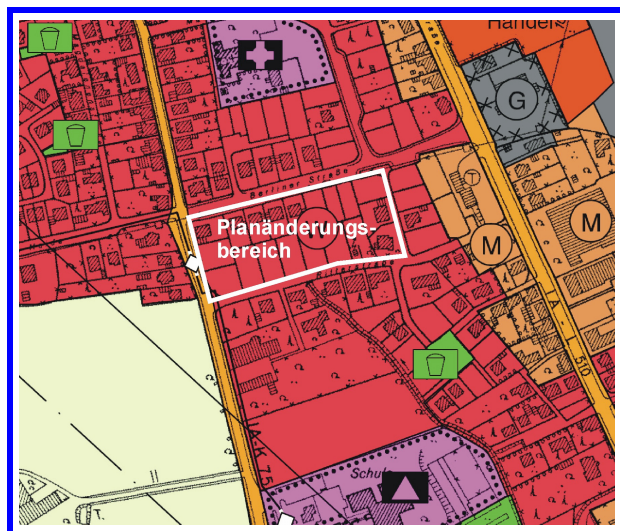 Handel
G
Berliner Straße
T
Planänderungs-
bereich
M
M
L 510
K 75
Schule
T.